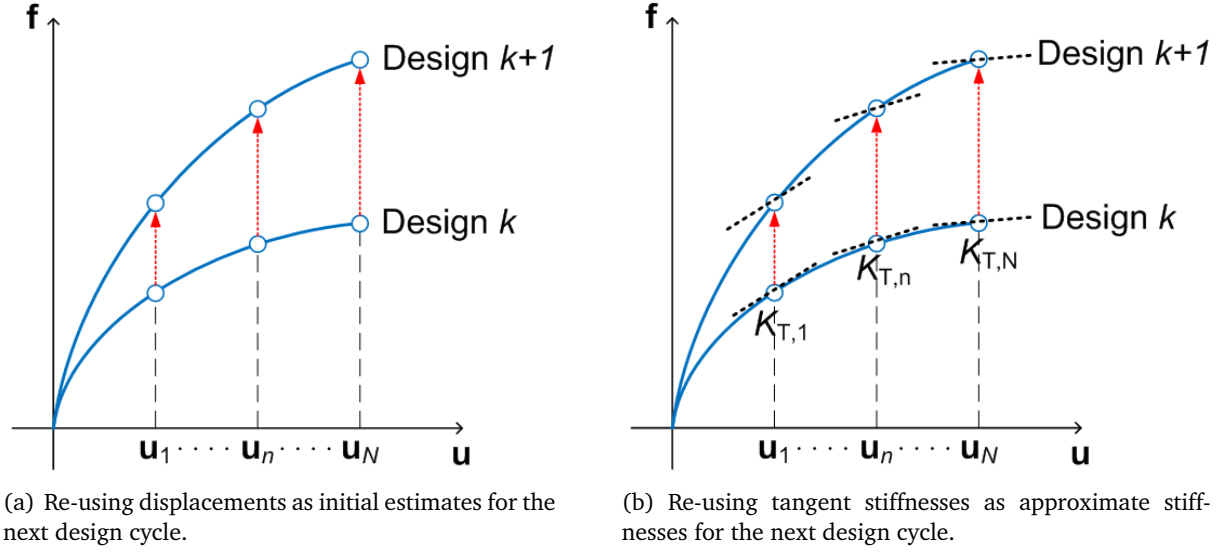 f
Design k+1
Design k
u1 · · · · · un · · · · · uN
u
(a) Re-using displacements as initial estimates for the
next design cycle.
f
Design k+1
Design k
KT,1
KT,n
KT,N
u1 · · · · · un · · · · · uN
u
(b) Re-using tangent stiffnesses as approximate stiff-
nesses for the next design cycle.